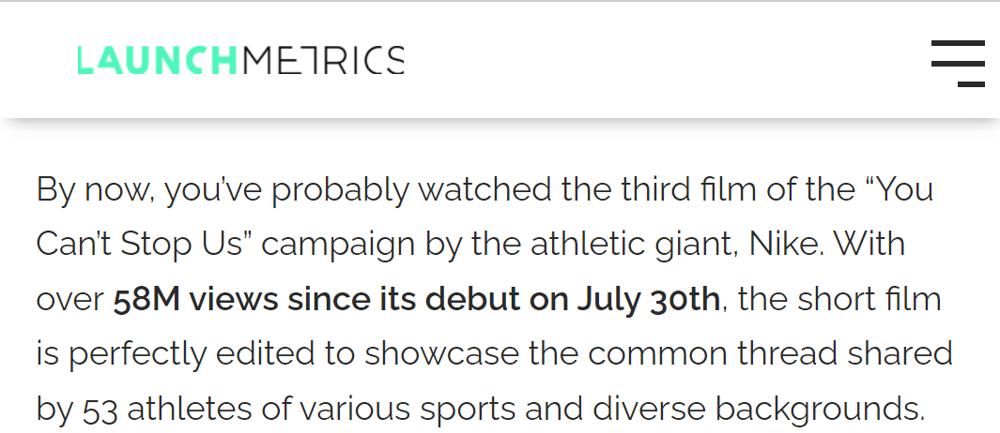 LAUNCHMETRICS
By now, you’ve probably watched the third film of the “You
Can’t Stop Us” campaign by the athletic giant, Nike. With
over 58M views since its debut on July 30th, the short film
is perfectly edited to showcase the common thread shared
by 53 athletes of various sports and diverse backgrounds.